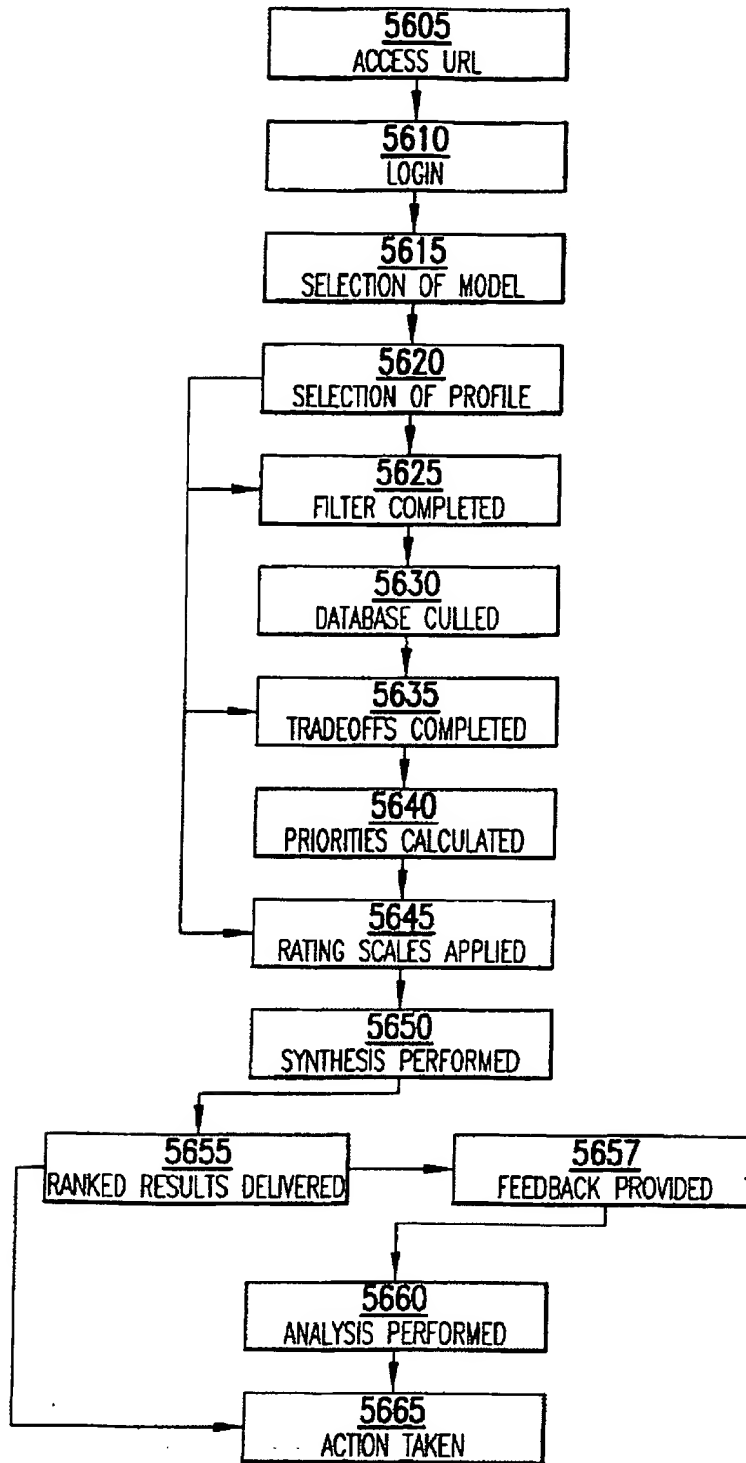 5605
ACCESS URL
5610
LOGIN
5615
SELECTION OF MODEL
5620
SELECTION OF PROFILE
5625
FILTER COMPLETED
5630
DATABASE CULLED
5635
TRADEOFFS COMPLETED
5640
PRIORITIES CALCULATED
5645
RATING SCALES APPLIED
5650
SYNTHESIS PERFORMED
5655
RANKED RESULTS DELIVERED
5657
FEEDBACK PROVIDED
5660
ANALYSIS PERFORMED
5665
ACTION TAKEN